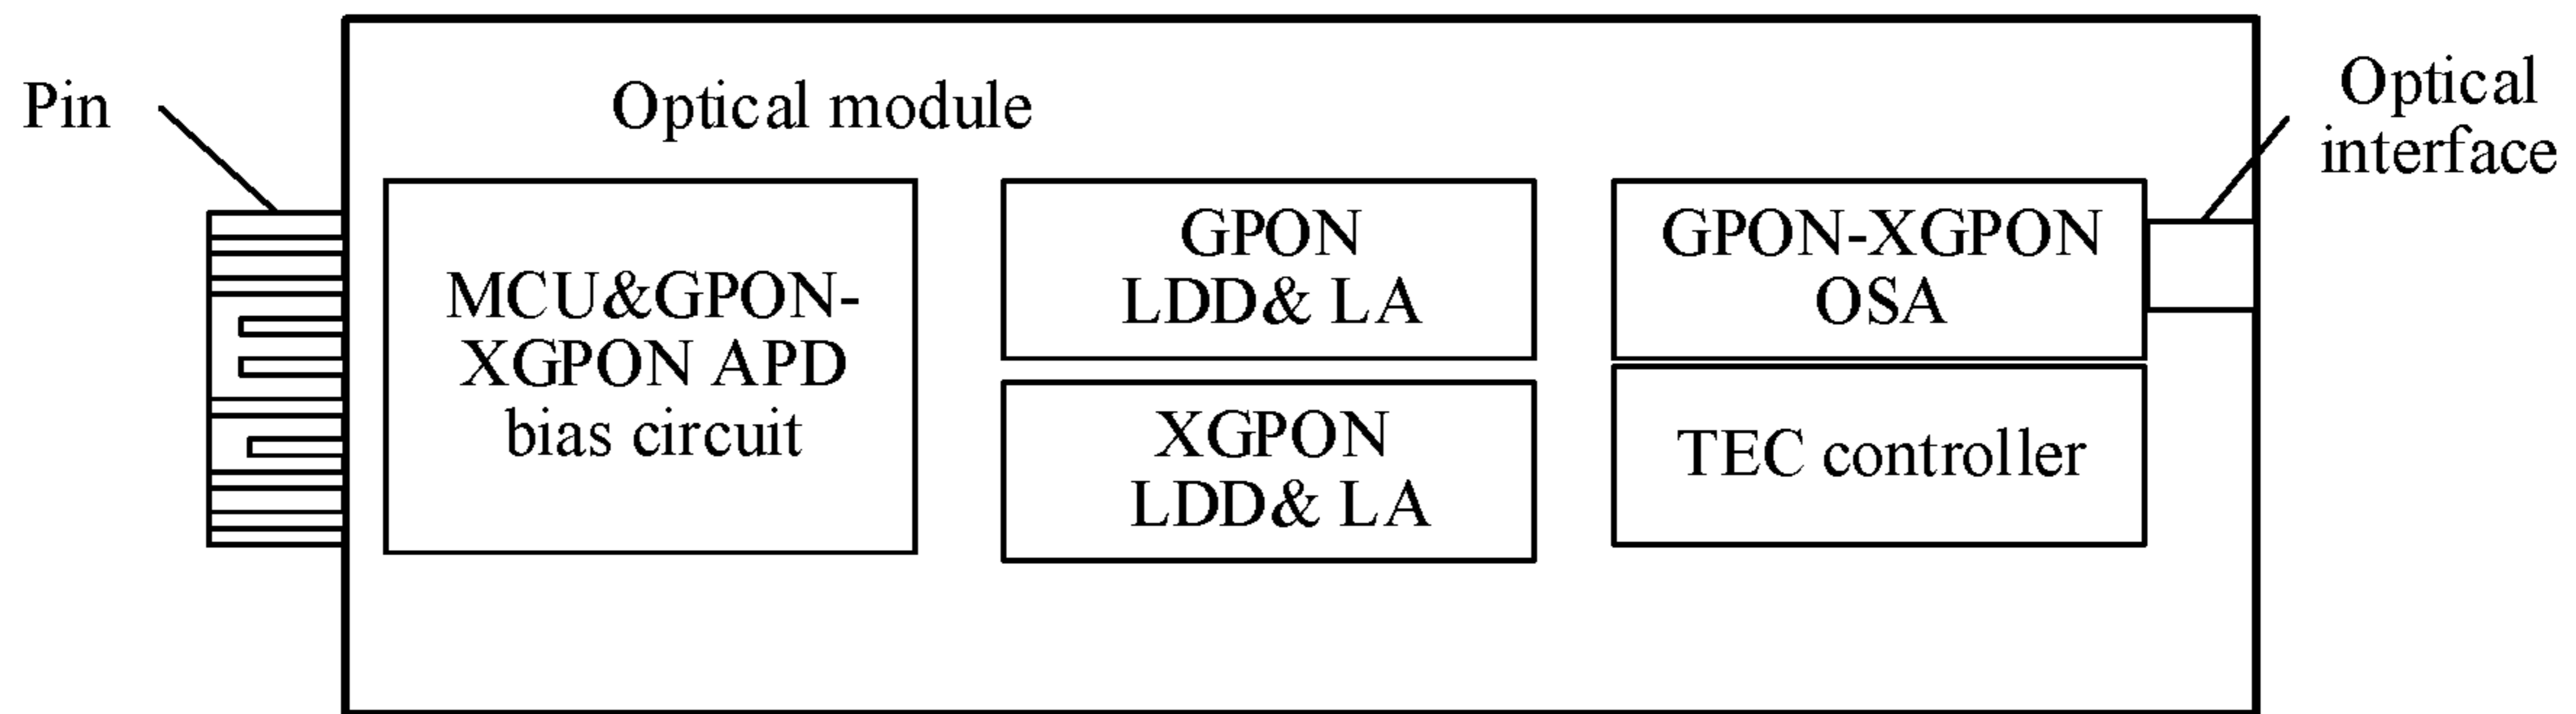 Pin
Optical module
Optical
interface
MCU&GPON-
XGPON APD
bias circuit
GPON
LDD& LA
XGPON
LDD& LA
GPON-XGPON
OSA
TEC controller